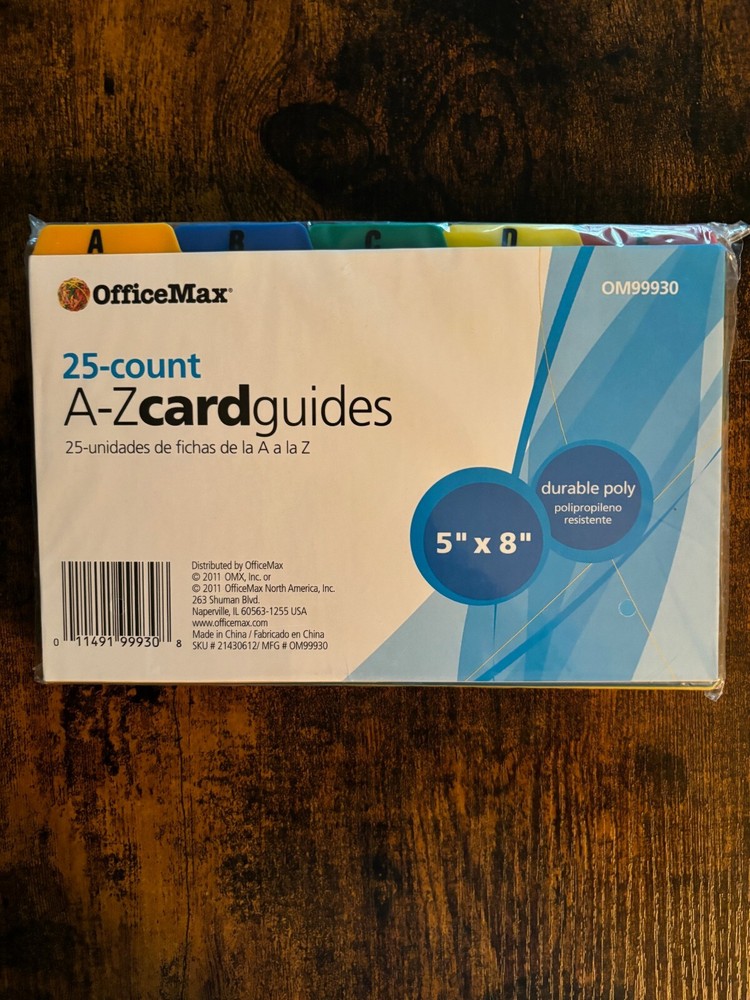 A B C D E
OfficeMax®
OM99930
25-count
A-Zcardguides
25-unidades de fichas de la A a la Z
durable poly
polipropileno
resistente
5" x 8"
Distributed by OfficeMax
© 2011 OMX, Inc. or
© 2011 OfficeMax North America, Inc.
263 Shuman Blvd.
Naperville, IL 60563-1255 USA
www.officemax.com
Made in China / Fabricado en China
SKU # 21430612/ MFG # OM99930
0 11491 99930 8